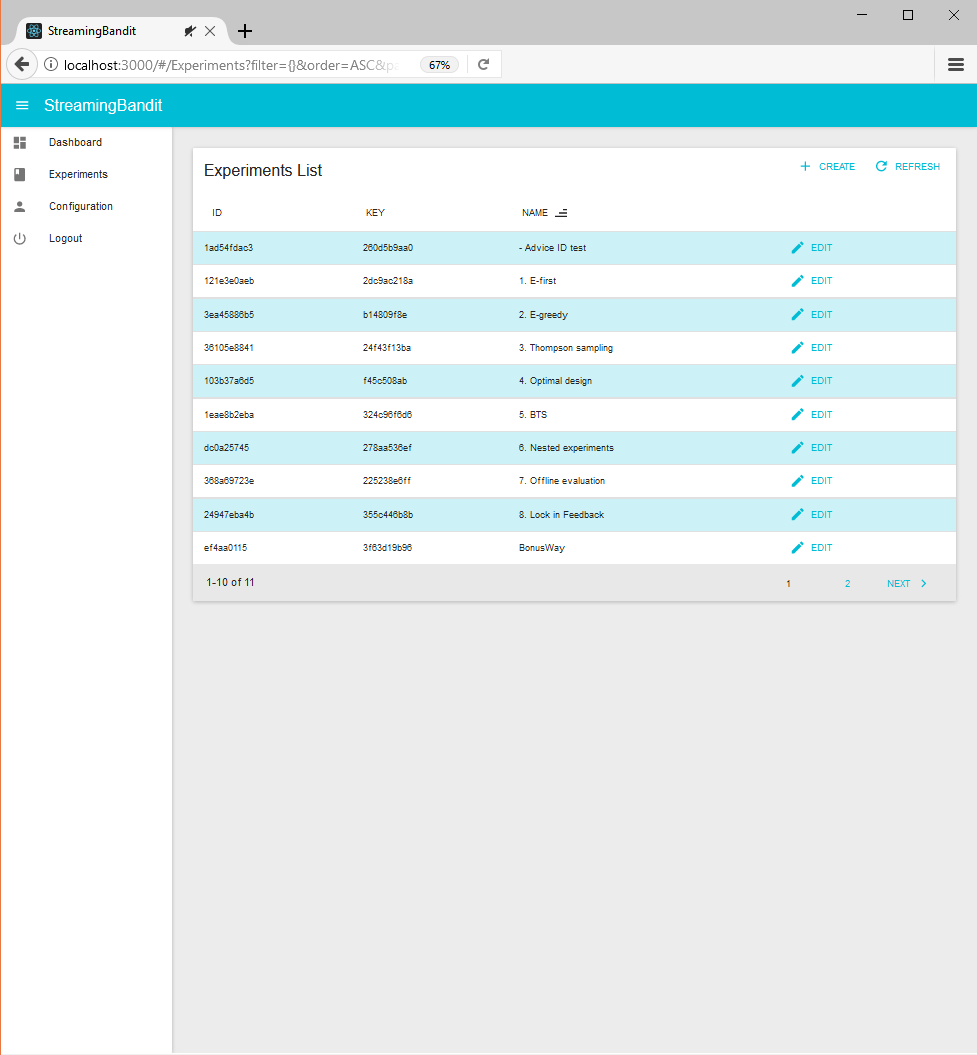 StreamingBandit
localhost:3000/#/Experiments?filter={}&order=ASC&p
67%
StreamingBandit
Dashboard
Experiments
Configuration
Logout
Experiments List
CREATE
REFRESH
ID KEY NAME
1ad54fdac3 260d5b9aa0 - Advice ID test EDIT
121e3e0aeb 2dc9ac218a 1. E-first EDIT
3ea45886b5 b14809f8e 2. E-greedy EDIT
36105e8841 24f43f13ba 3. Thompson sampling EDIT
103b37a6d5 f45c508ab 4. Optimal design EDIT
1eae8b2eba 324c96f6d6 5. BTS EDIT
dc0a25745 278aa536ef 6. Nested experiments EDIT
368a69723e 225238e6ff 7. Offline evaluation EDIT
24947eba4b 355c446b8b 8. Lock in Feedback EDIT
ef4aa0115 3f63d19b96 BonusWay EDIT
1-10 of 11 1 2 NEXT